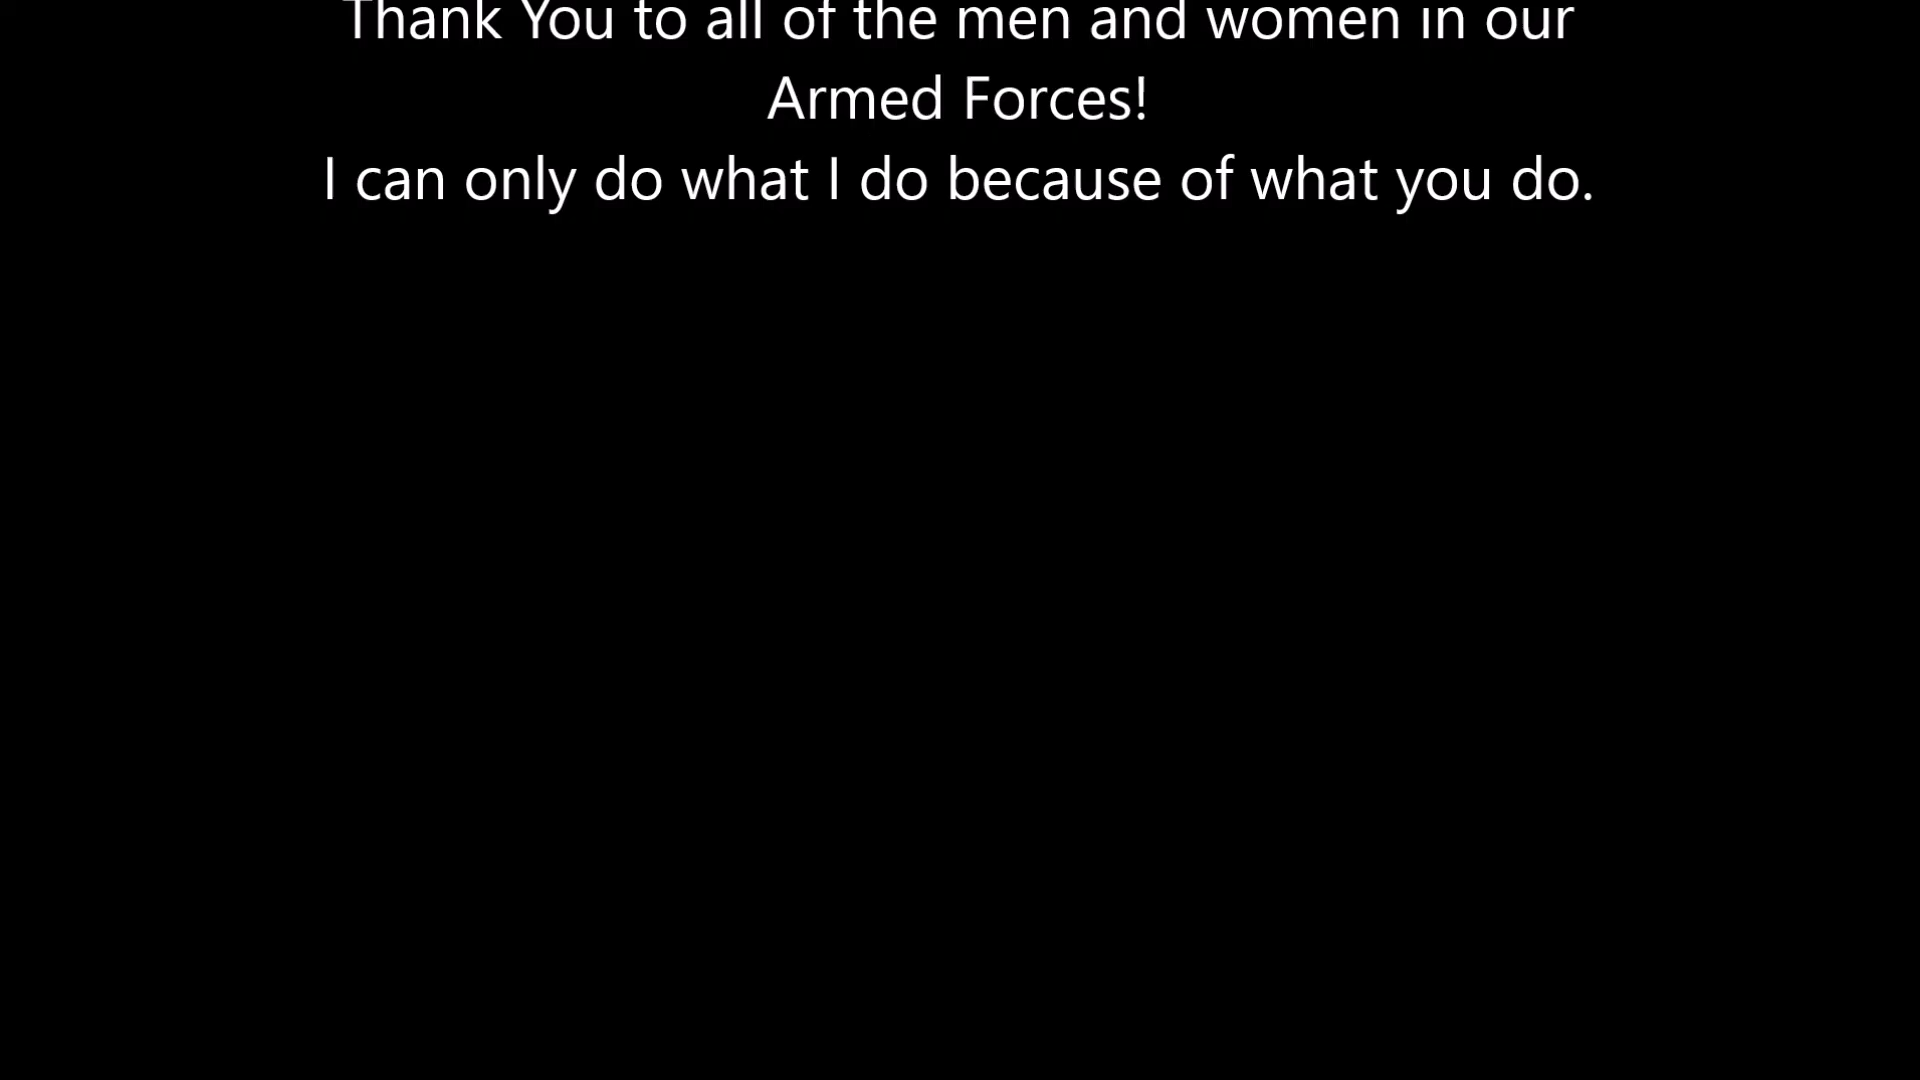 Thank You to all of the men and women in our
Armed Forces!
I can only do what I do because of what you do.